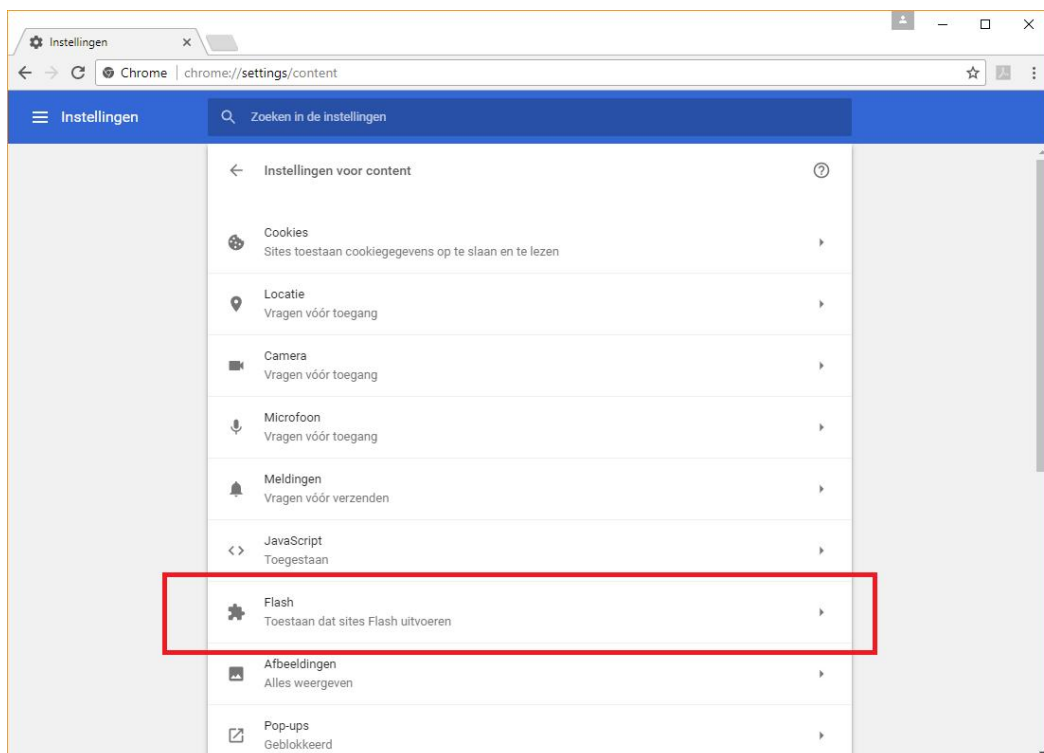 Instellingen
Chrome | chrome://settings/content
Instellingen
Zoeken in de instellingen
Instellingen voor content
Cookies
Sites toestaan cookiegegevens op te slaan en te lezen
Locatie
Vragen vóór toegang
Camera
Vragen vóór toegang
Microfoon
Vragen vóór toegang
Meldingen
Vragen vóór verzenden
JavaScript
Toegestaan
Flash
Toestaan dat sites Flash uitvoeren
Afbeeldingen
Alles weergeven
Pop-ups
Geblokkeerd